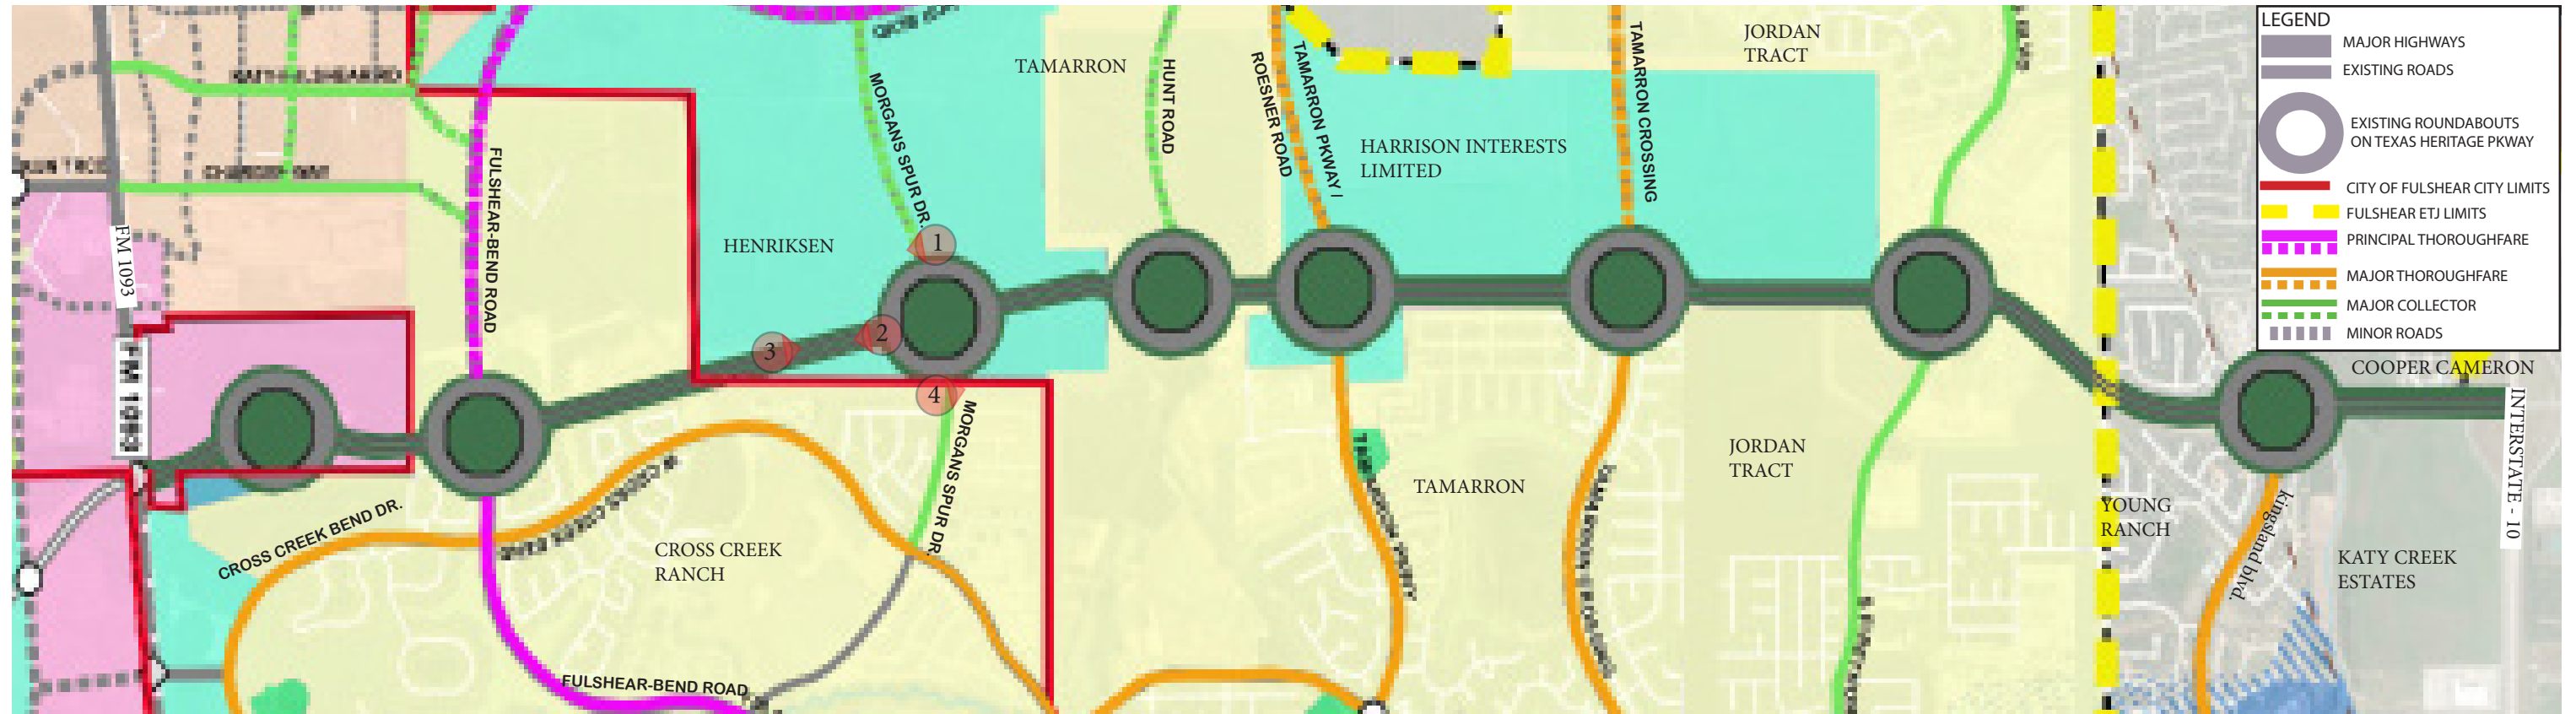 LEGEND
MAJOR HIGHWAYS
EXISTING ROADS
EXISTING ROUNDABOUTS
ON TEXAS HERITAGE PKWAY
CITY OF FULSHEAR CITY LIMITS
FULSHEAR ETJ LIMITS
PRINCIPAL THOROUGHFARE
MAJOR THOROUGHFARE
MAJOR COLLECTOR
MINOR ROADS
FM 1093
FM 1093
FULSHEAR-BEND ROAD
HENRIKSEN
MORGANS SPUR DR.
1
2
3
4
TAMARRON
HUNT ROAD
ROESNER ROAD
TAMARRON PKWAY /
HARRISON INTERESTS
LIMITED
TAMARRON CROSSING
JORDAN
TRACT
CROSS CREEK BEND DR.
CROSS CREEK
RANCH
MORGANS SPUR DR.
FULSHEAR-BEND ROAD
TAMARRON
JORDAN
TRACT
YOUNG
RANCH
kingsland blvd.
COOPER CAMERON
INTERSTATE - 10
KATY CREEK
ESTATES